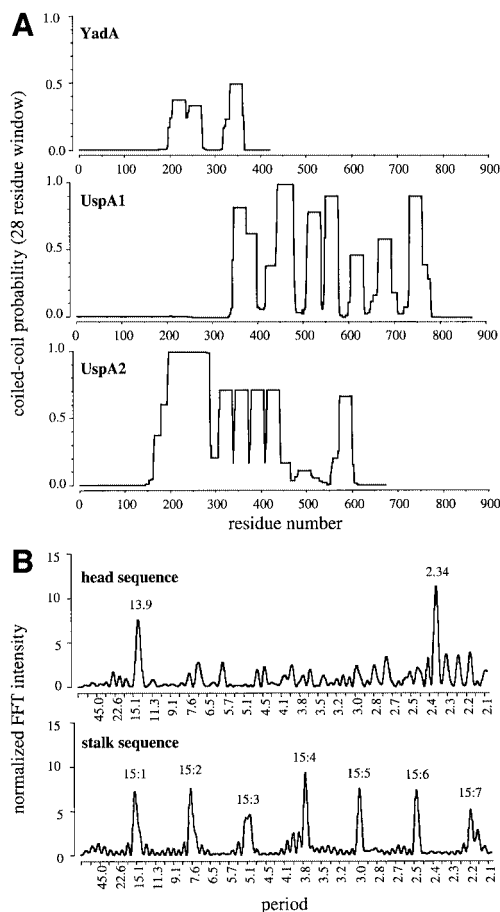 A
coiled-coil probability (28 residue window)
YadA
1.0
0.5
0.0
0 100 200 300 400 500 600 700 800 900
UspA1
1.0
0.5
0.0
0 100 200 300 400 500 600 700 800 900
UspA2
1.0
0.5
0.0
0 100 200 300 400 500 600 700 800 900
residue number
B
normalized FFT intensity
head sequence
15
10
5
0
13.9
2.34
45.0 22.6 15.1 11.3 9.1 7.6 6.5 5.7 5.1 4.5 4.1 3.8 3.5 3.2 3.0 2.8 2.7 2.5 2.4 2.3 2.2 2.1
stalk sequence
15
10
5
0
15:1 15:2 15:3 15:4 15:5 15:6 15:7
45.0 22.6 15.1 11.3 9.1 7.6 6.5 5.7 5.1 4.5 4.1 3.8 3.5 3.2 3.0 2.8 2.7 2.5 2.4 2.3 2.2 2.1
period